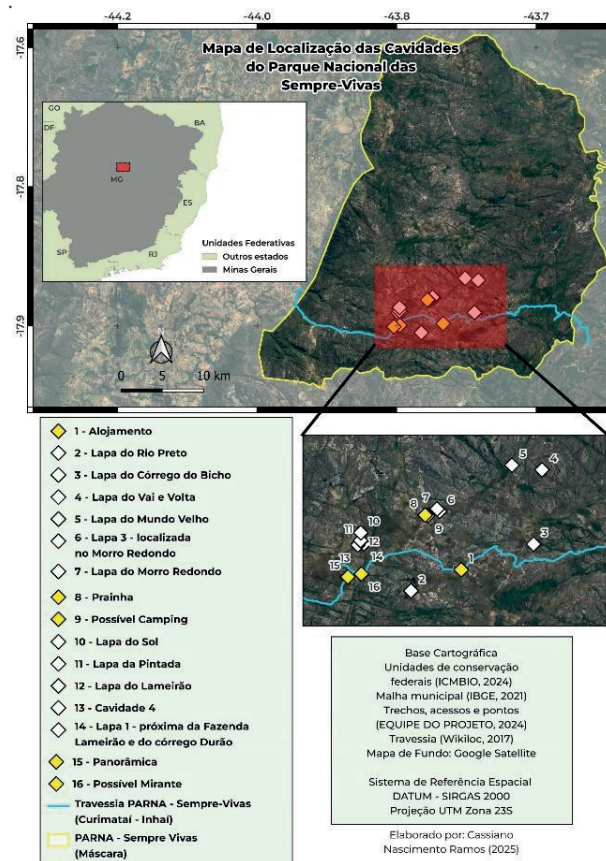 -44.2
-44.0
-43.8
-43.7
-17.6
-17.8
-17.9
Mapa de Localização das Cavidades
do Parque Nacional das
Sempre-Vivas
GO
DF
BA
MG
ES
SP
RJ
Unidades Federativas
Outros estados
Minas Gerais
N
0 5 10 km
1 - Alojamento
2 - Lapa do Rio Preto
3 - Lapa do Córrego do Bicho
4 - Lapa do Vai e Volta
5 - Lapa do Mundo Velho
6 - Lapa 3 - localizada
no Morro Redondo
7 - Lapa do Morro Redondo
8 - Prainha
9 - Possível Camping
10 - Lapa do Sol
11 - Lapa da Pintada
12 - Lapa do Lameirão
13 - Cavidade 4
14 - Lapa 1 - próxima da Fazenda
Lameirão e do córrego Durão
15 - Panorâmica
16 - Possível Mirante
Travessia PARNA - Sempre-Vivas
(Curimataí - Inhaí)
PARNA - Sempre Vivas
(Máscara)
5
4
7
6
8
9
10
11
12
3
13
14
1
15
16
2
Base Cartográfica
Unidades de conservação
federais (ICMBIO, 2024)
Malha municipal (IBGE, 2021)
Trechos, acessos e pontos
(EQUIPE DO PROJETO, 2024)
Travessia (Wikiloc, 2017)
Mapa de Fundo: Google Satellite
Sistema de Referência Espacial
DATUM - SIRGAS 2000
Projeção UTM Zona 23S
Elaborado por: Cassiano
Nascimento Ramos (2025)